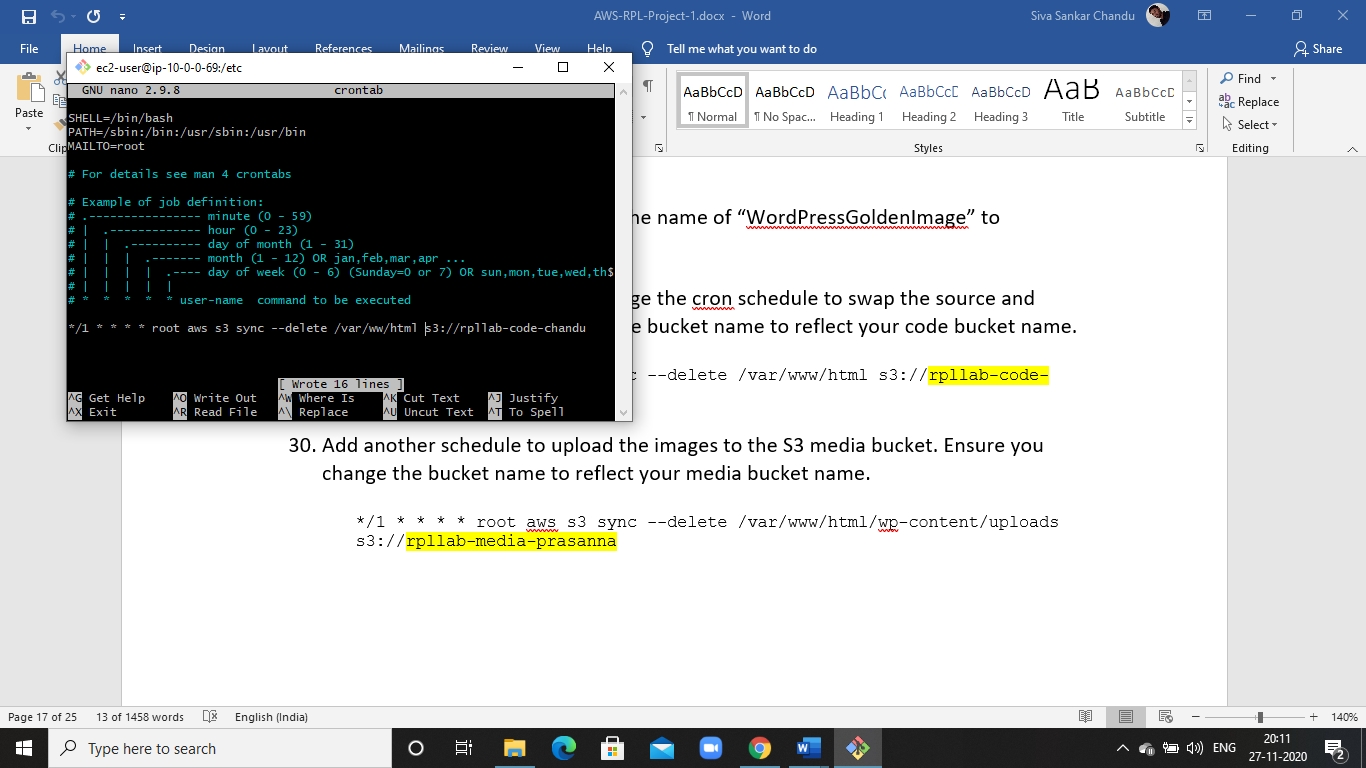 AWS-RPL-Project-1.docx - Word
Siva Sankar Chandu
File Home Insert Design Layout References Mailings Review View Help Tell me what you want to do Share
Paste
AaBbCcD AaBbCcD AaBbCc AaBbCcD AaBbCcD AaB AaBbCcD
¶ Normal ¶ No Spac... Heading 1 Heading 2 Heading 3 Title Subtitle
Styles
Find
Replace
Select
Editing
ec2-user@ip-10-0-0-69:/etc
GNU nano 2.9.8 crontab
SHELL=/bin/bash
PATH=/sbin:/bin:/usr/sbin:/usr/bin
MAILTO=root
# For details see man 4 crontabs
# Example of job definition:
# .---------------- minute (0 - 59)
# | .------------- hour (0 - 23)
# | | .---------- day of month (1 - 31)
# | | | .------- month (1 - 12) OR jan,feb,mar,apr ...
# | | | | .---- day of week (0 - 6) (Sunday=0 or 7) OR sun,mon,tue,wed,th$
# | | | | |
# * * * * * user-name command to be executed
*/1 * * * * root aws s3 sync --delete /var/ww/html s3://rpllab-code-chandu
[ Wrote 16 lines ]
^G Get Help ^O Write Out ^W Where Is ^K Cut Text ^J Justify
^X Exit ^R Read File ^\ Replace ^U Uncut Text ^T To Spell
name of “WordPressGoldenImage” to
the cron schedule to swap the source and
bucket name to reflect your code bucket name.
--delete /var/www/html s3://rpllab-code-
30. Add another schedule to upload the images to the S3 media bucket. Ensure you
change the bucket name to reflect your media bucket name.
*/1 * * * * root aws s3 sync --delete /var/www/html/wp-content/uploads
s3://rpllab-media-prasanna
Page 17 of 25 13 of 1458 words English (India) 140%
Type here to search
ENG
20:11
27-11-2020
2